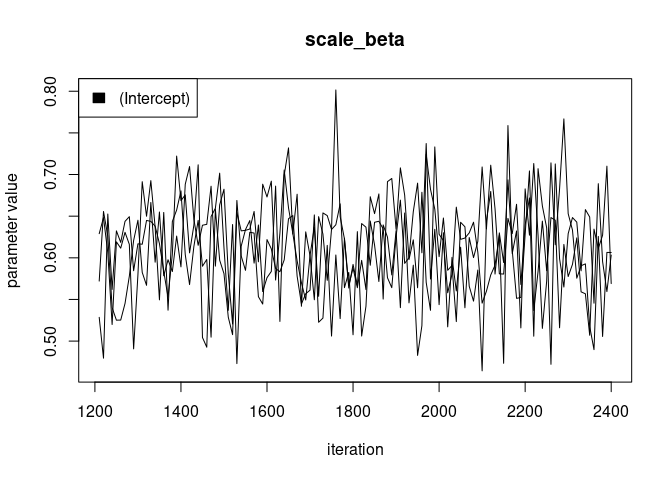 scale_beta
(Intercept)
parameter value
0.80
0.70
0.60
0.50
1200 1400 1600 1800 2000 2200 2400
iteration